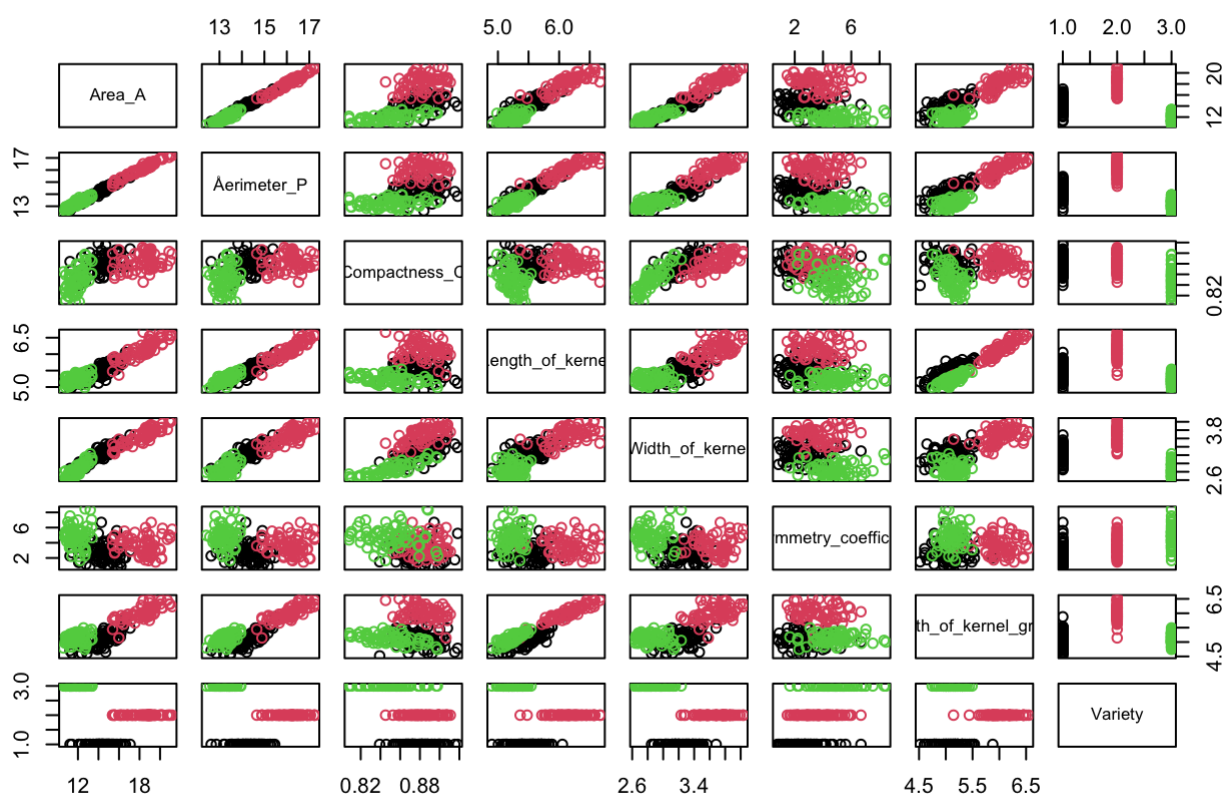 13 15 17 5.0 6.0 2 6 1.0 2.0 3.0
Area_A 12 16 20
13 17 Åerimeter_P
Compactness_C 0.82
5.0 6.5 Length_of_kerne
Width_of_kerne 2.6 3.8
2 6 mmetry_coeffic
th_of_kernel_gr 4.5 6.5
1.0 3.0 Variety
12 18 0.82 0.88 2.6 3.4 4.5 5.5 6.5